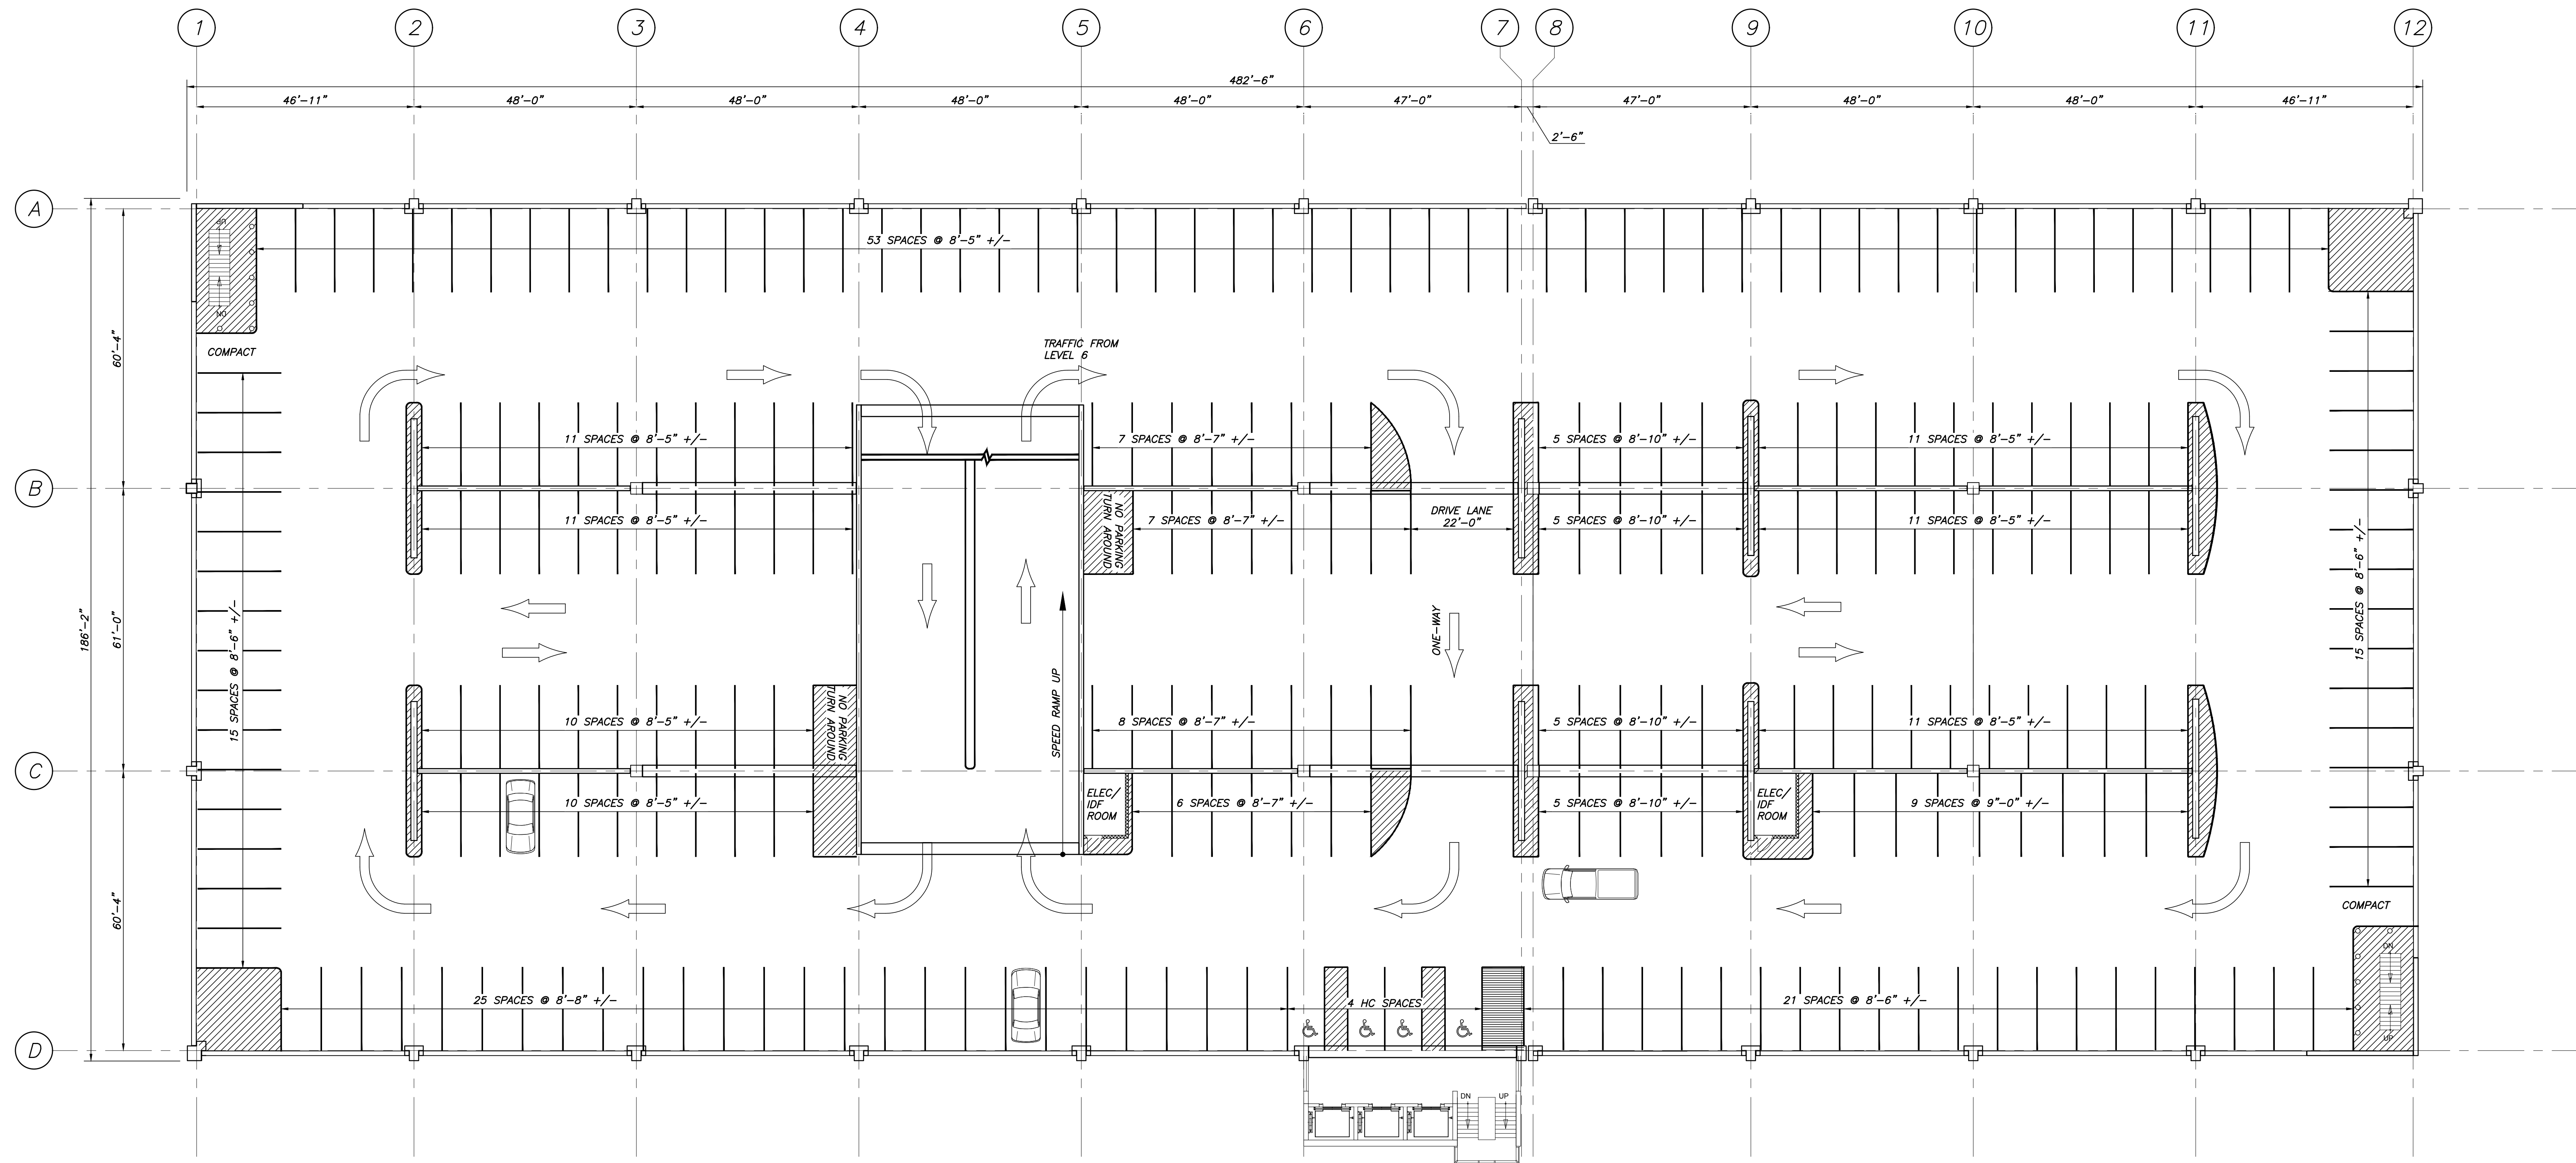 1 2 3 4 5 6 7 8 9 10 11 12
482'-6"
46'-11" 48'-0" 48'-0" 48'-0" 48'-0" 47'-0" 47'-0" 48'-0" 48'-0" 46'-11"
2'-6"
A
UP
53 SPACES @ 8'-5" +/-
DN
COMPACT
60'-4"
TRAFFIC FROM
LEVEL 6
11 SPACES @ 8'-5" +/-
7 SPACES @ 8'-7" +/-
5 SPACES @ 8'-10" +/-
11 SPACES @ 8'-5" +/-
B
11 SPACES @ 8'-5" +/-
NO PARKING
TURN AROUND
7 SPACES @ 8'-7" +/-
DRIVE LANE
22'-0"
5 SPACES @ 8'-10" +/-
11 SPACES @ 8'-5" +/-
186'-2"
61'-0"
15 SPACES @ 8'-6" +/-
SPEED RAMP UP
ONE-WAY
15 SPACES @ 8'-6" +/-
10 SPACES @ 8'-5" +/-
NO PARKING
TURN AROUND
8 SPACES @ 8'-7" +/-
5 SPACES @ 8'-10" +/-
11 SPACES @ 8'-5" +/-
C
10 SPACES @ 8'-5" +/-
ELEC/
IDF
ROOM
6 SPACES @ 8'-7" +/-
5 SPACES @ 8'-10" +/-
ELEC/
IDF
ROOM
9 SPACES @ 9"-0" +/-
60'-4"
COMPACT
DN
25 SPACES @ 8'-8" +/-
4 HC SPACES
21 SPACES @ 8'-6" +/-
UP
D
DN UP